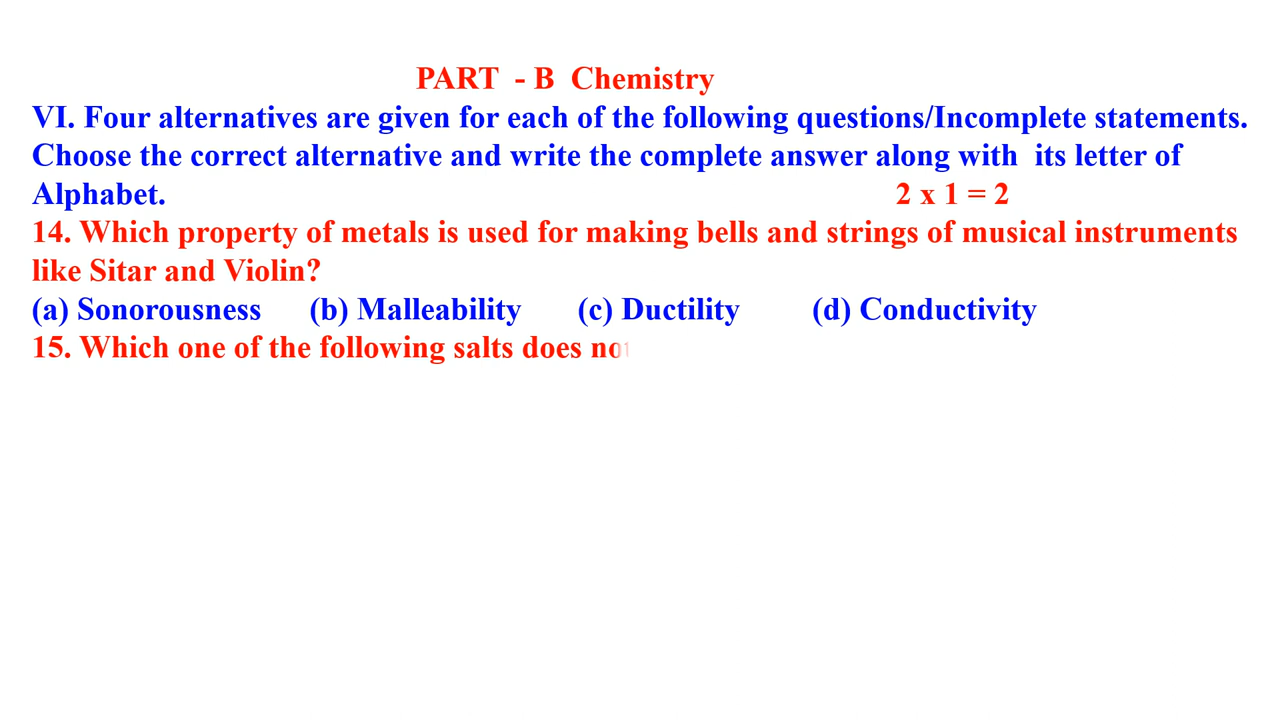 PART - B Chemistry
VI. Four alternatives are given for each of the following questions/Incomplete statements.
Choose the correct alternative and write the complete answer along with its letter of
Alphabet. 2 x 1 = 2
14. Which property of metals is used for making bells and strings of musical instruments
like Sitar and Violin?
(a) Sonorousness (b) Malleability (c) Ductility (d) Conductivity
15. Which one of the following salts does not